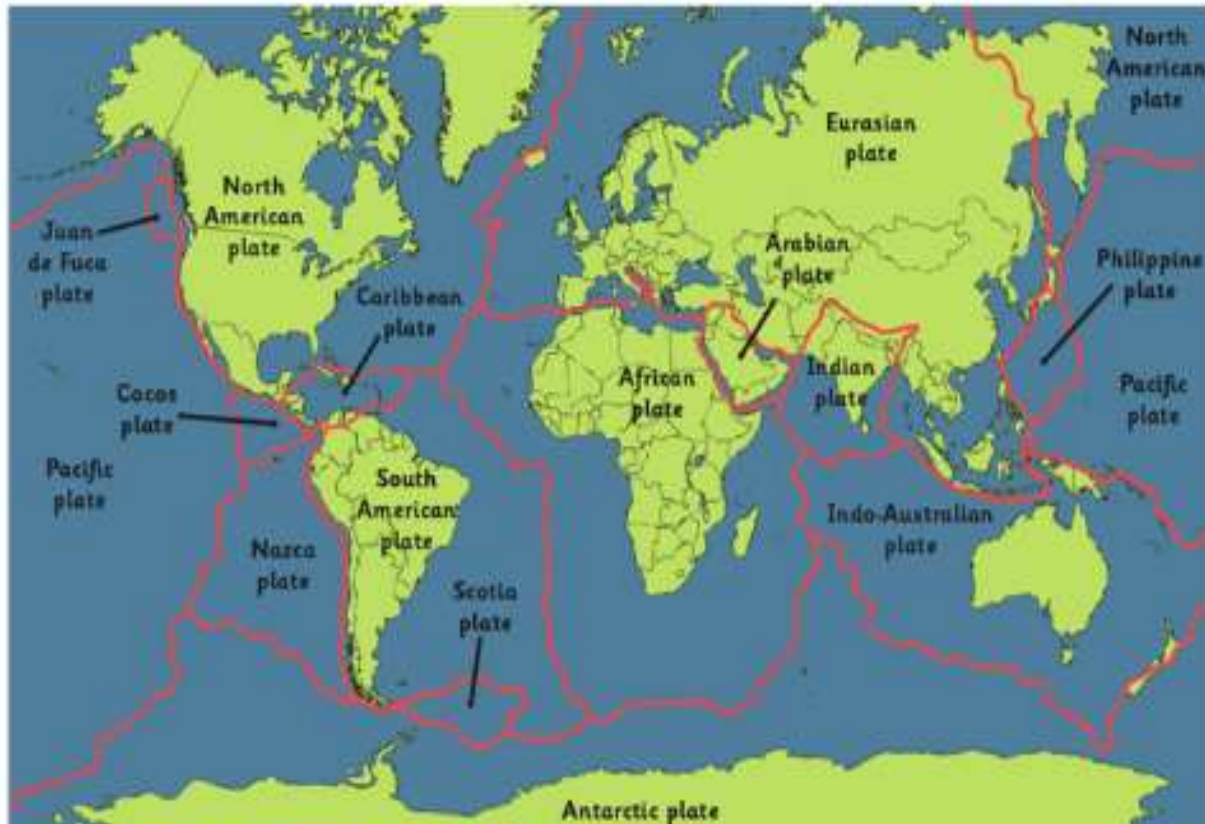 North
American
plate
Eurasian
plate
North
American
plate
Juan
de Fuca
plate
Arabian
plate
Philippine
plate
Caribbean
plate
African
plate
Indian
plate
Cocos
plate
Pacific
plate
Pacific
plate
South
American
plate
Indo-Australian
plate
Nazca
plate
Scotia
plate
Antarctic plate